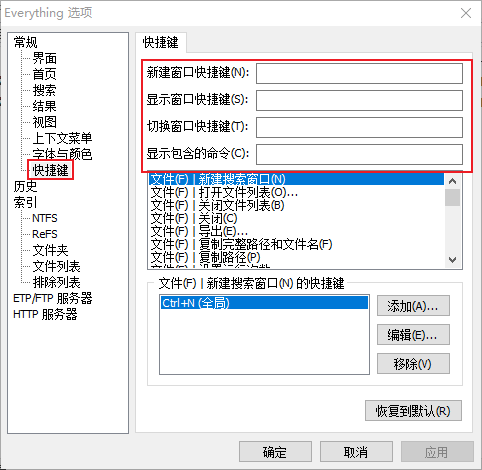 Everything 选项
常规
界面
首页
搜索
结果
视图
上下文菜单
字体与颜色
快捷键
历史
索引
NTFS
ReFS
文件夹
文件列表
排除列表
ETP/FTP 服务器
HTTP 服务器
快捷键
新建窗口快捷键(N):
显示窗口快捷键(S):
切换窗口快捷键(T):
显示包含的命令(C):
文件(F) | 新建搜索窗口(N)
文件(F) | 打开文件列表(O)...
文件(F) | 关闭文件列表(B)
文件(F) | 关闭(C)
文件(F) | 导出(E)...
文件(F) | 复制完整路径和文件名(F)
文件(F) | 复制路径(P)
文件(F) | 设置运行次数
文件(F) | 新建搜索窗口(N) 的快捷键
Ctrl+N (全局)
添加(A)...
编辑(E)...
移除(V)
恢复到默认(R)
确定
取消
应用